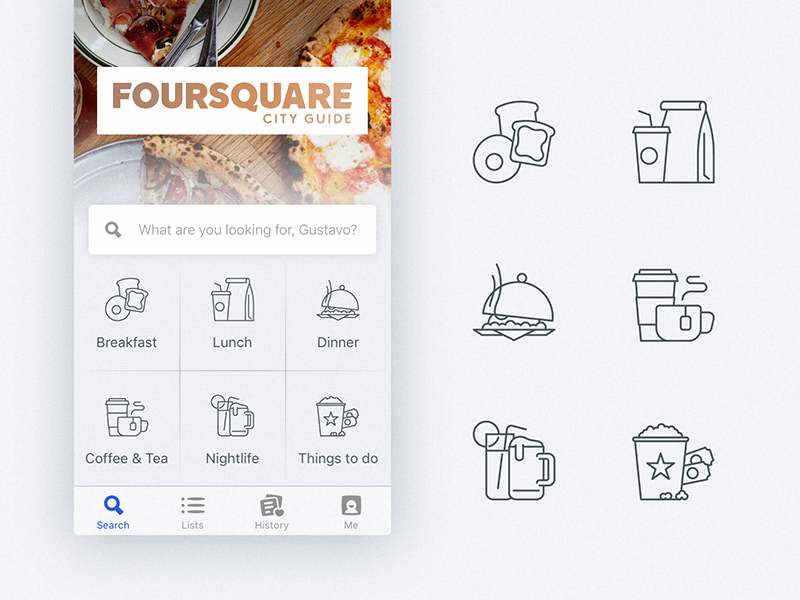 FOURSQUARE
CITY GUIDE
What are you looking for, Gustavo?
Breakfast
Lunch
Dinner
Coffee & Tea
Nightlife
Things to do
Search
Lists
History
Me